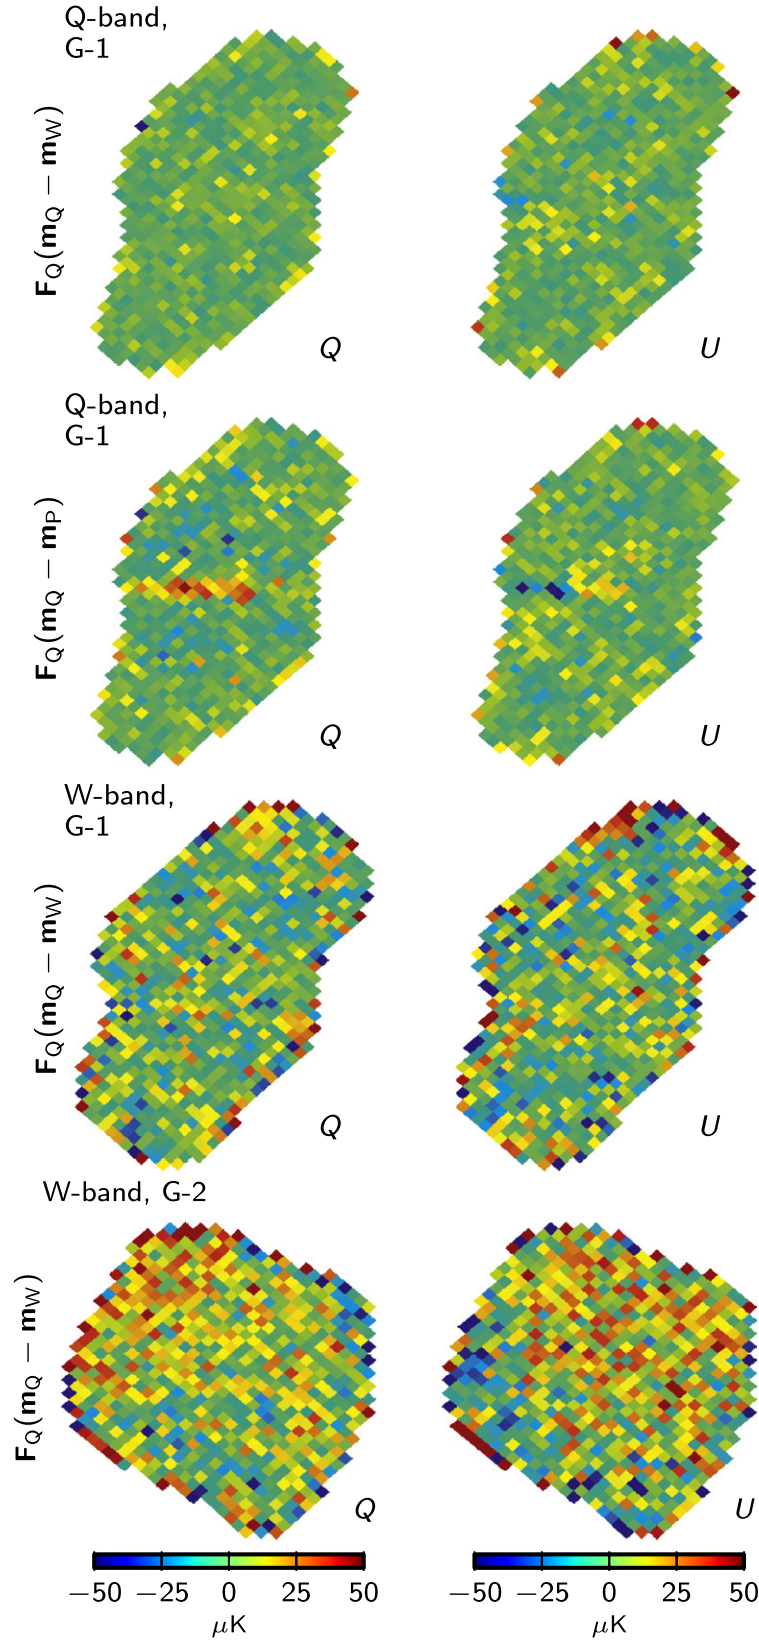 Q-band,
G-1
F_Q(m_Q − m_W)
Q
U
Q-band,
G-1
F_Q(m_Q − m_P)
Q
U
W-band,
G-1
F_Q(m_Q − m_W)
Q
U
W-band, G-2
F_Q(m_Q − m_W)
Q
U
−50 −25 0 25 50
μK
−50 −25 0 25 50
μK